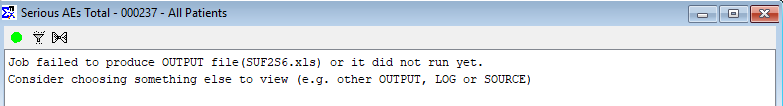 Serious AEs Total - 000237 - All Patients
Job failed to produce OUTPUT file(SUF2S6.xls) or it did not run yet.
Consider choosing something else to view (e.g. other OUTPUT, LOG or SOURCE)